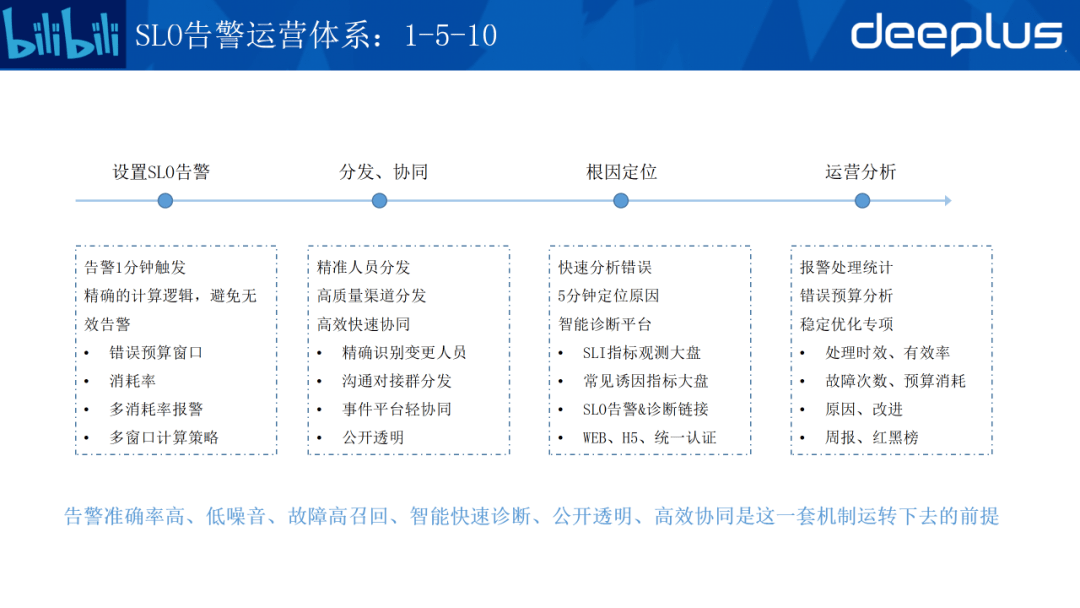 bilibili
SLO告警运营体系：1-5-10
deeplus
设置SLO告警
分发、协同
根因定位
运营分析
告警1分钟触发
精确的计算逻辑，避免无
效告警
• 错误预算窗口
• 消耗率
• 多消耗率报警
• 多窗口计算策略
精准人员分发
高质量渠道分发
高效快速协同
• 精确识别变更人员
• 沟通对接群分发
• 事件平台轻协同
• 公开透明
快速分析错误
5分钟定位原因
智能诊断平台
• SLI指标观测大盘
• 常见诱因指标大盘
• SLO告警&诊断链接
• WEB、H5、统一认证
报警处理统计
错误预算分析
稳定优化专项
• 处理时效、有效率
• 故障次数、预算消耗
• 原因、改进
• 周报、红黑榜
告警准确率高、低噪音、故障高召回、智能快速诊断、公开透明、高效协同是这一套机制运转下去的前提